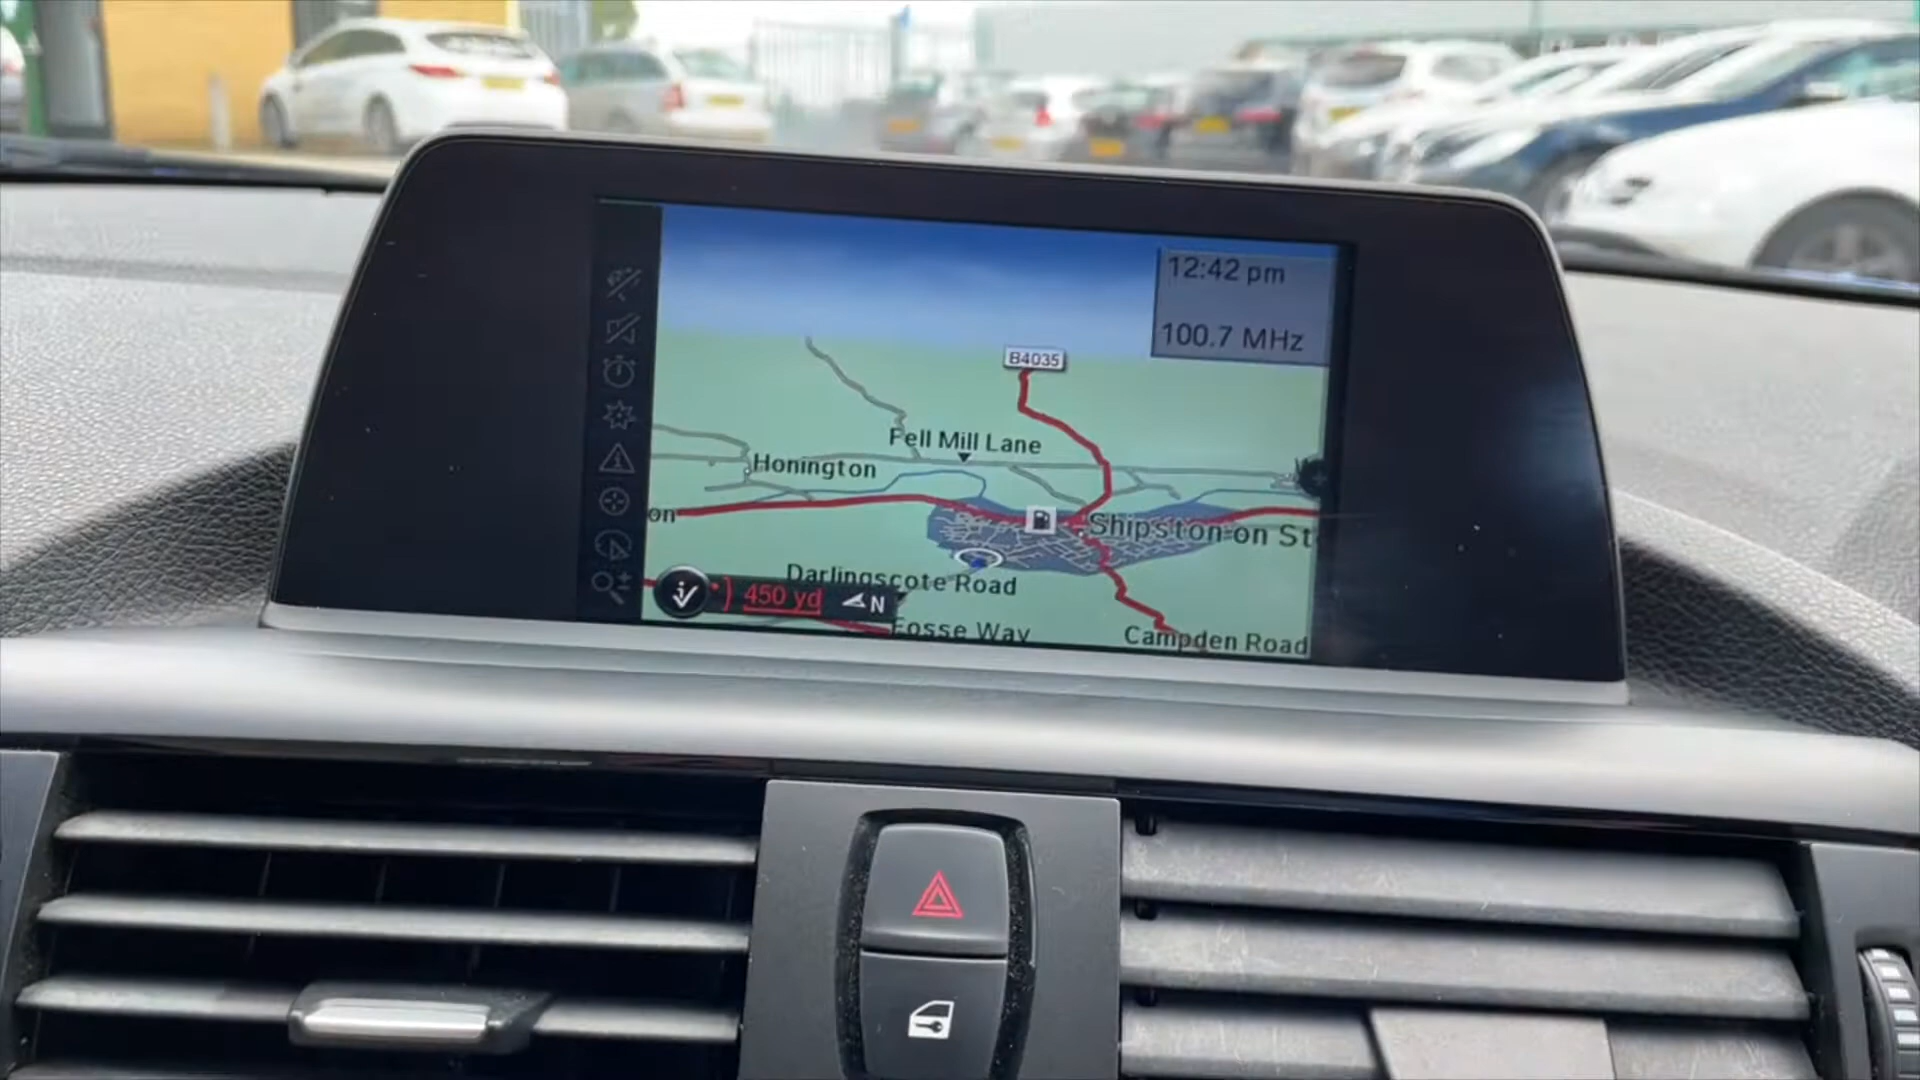 12:42 pm
100.7 MHz
B4035
Fell Mill Lane
Honington
on
Shipston-on St
Darlingscote Road
450 yd
N
Fosse Way
Campden Road